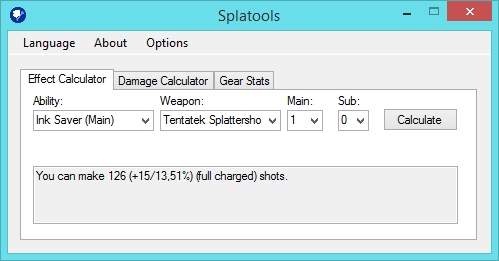 Splatools
Language About Options
Effect Calculator Damage Calculator Gear Stats
Ability: Weapon: Main: Sub:
Ink Saver (Main) Tentatek Splattersho 1 0 Calculate
You can make 126 (+15/13,51%) (full charged) shots.